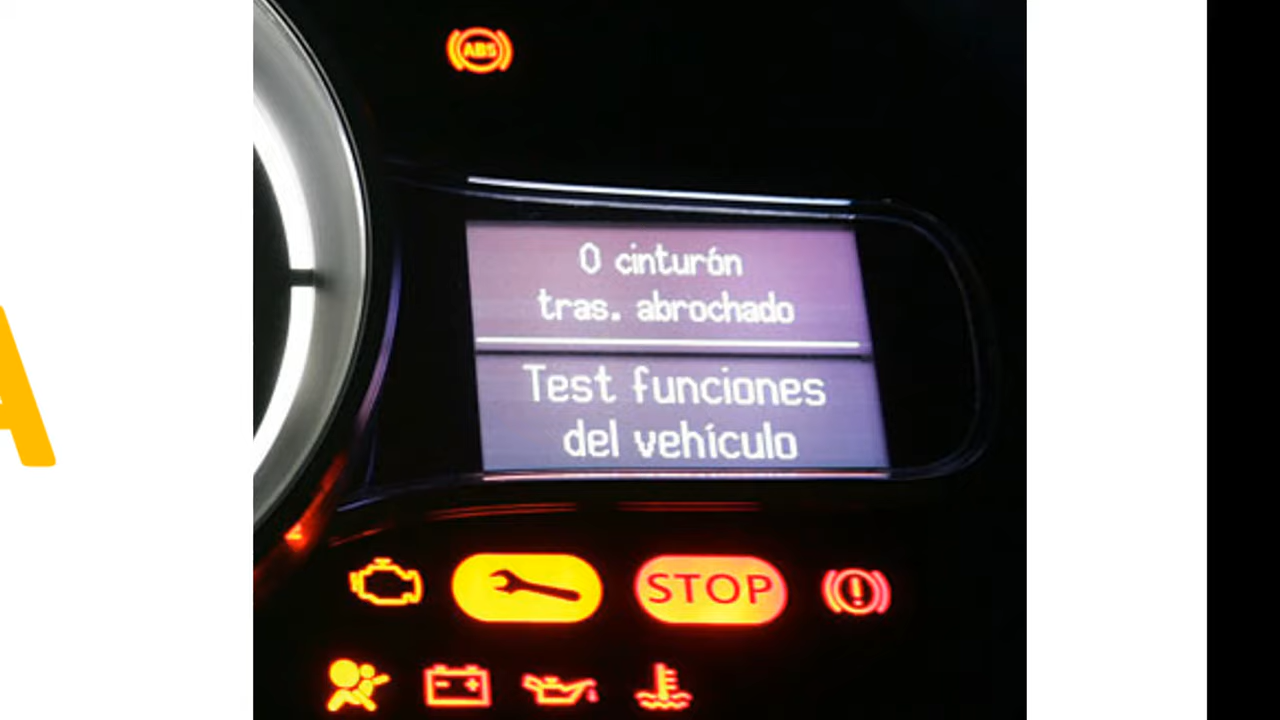 A
ABS
0 cinturón
tras. abrochado
Test funciones
del vehículo
STOP